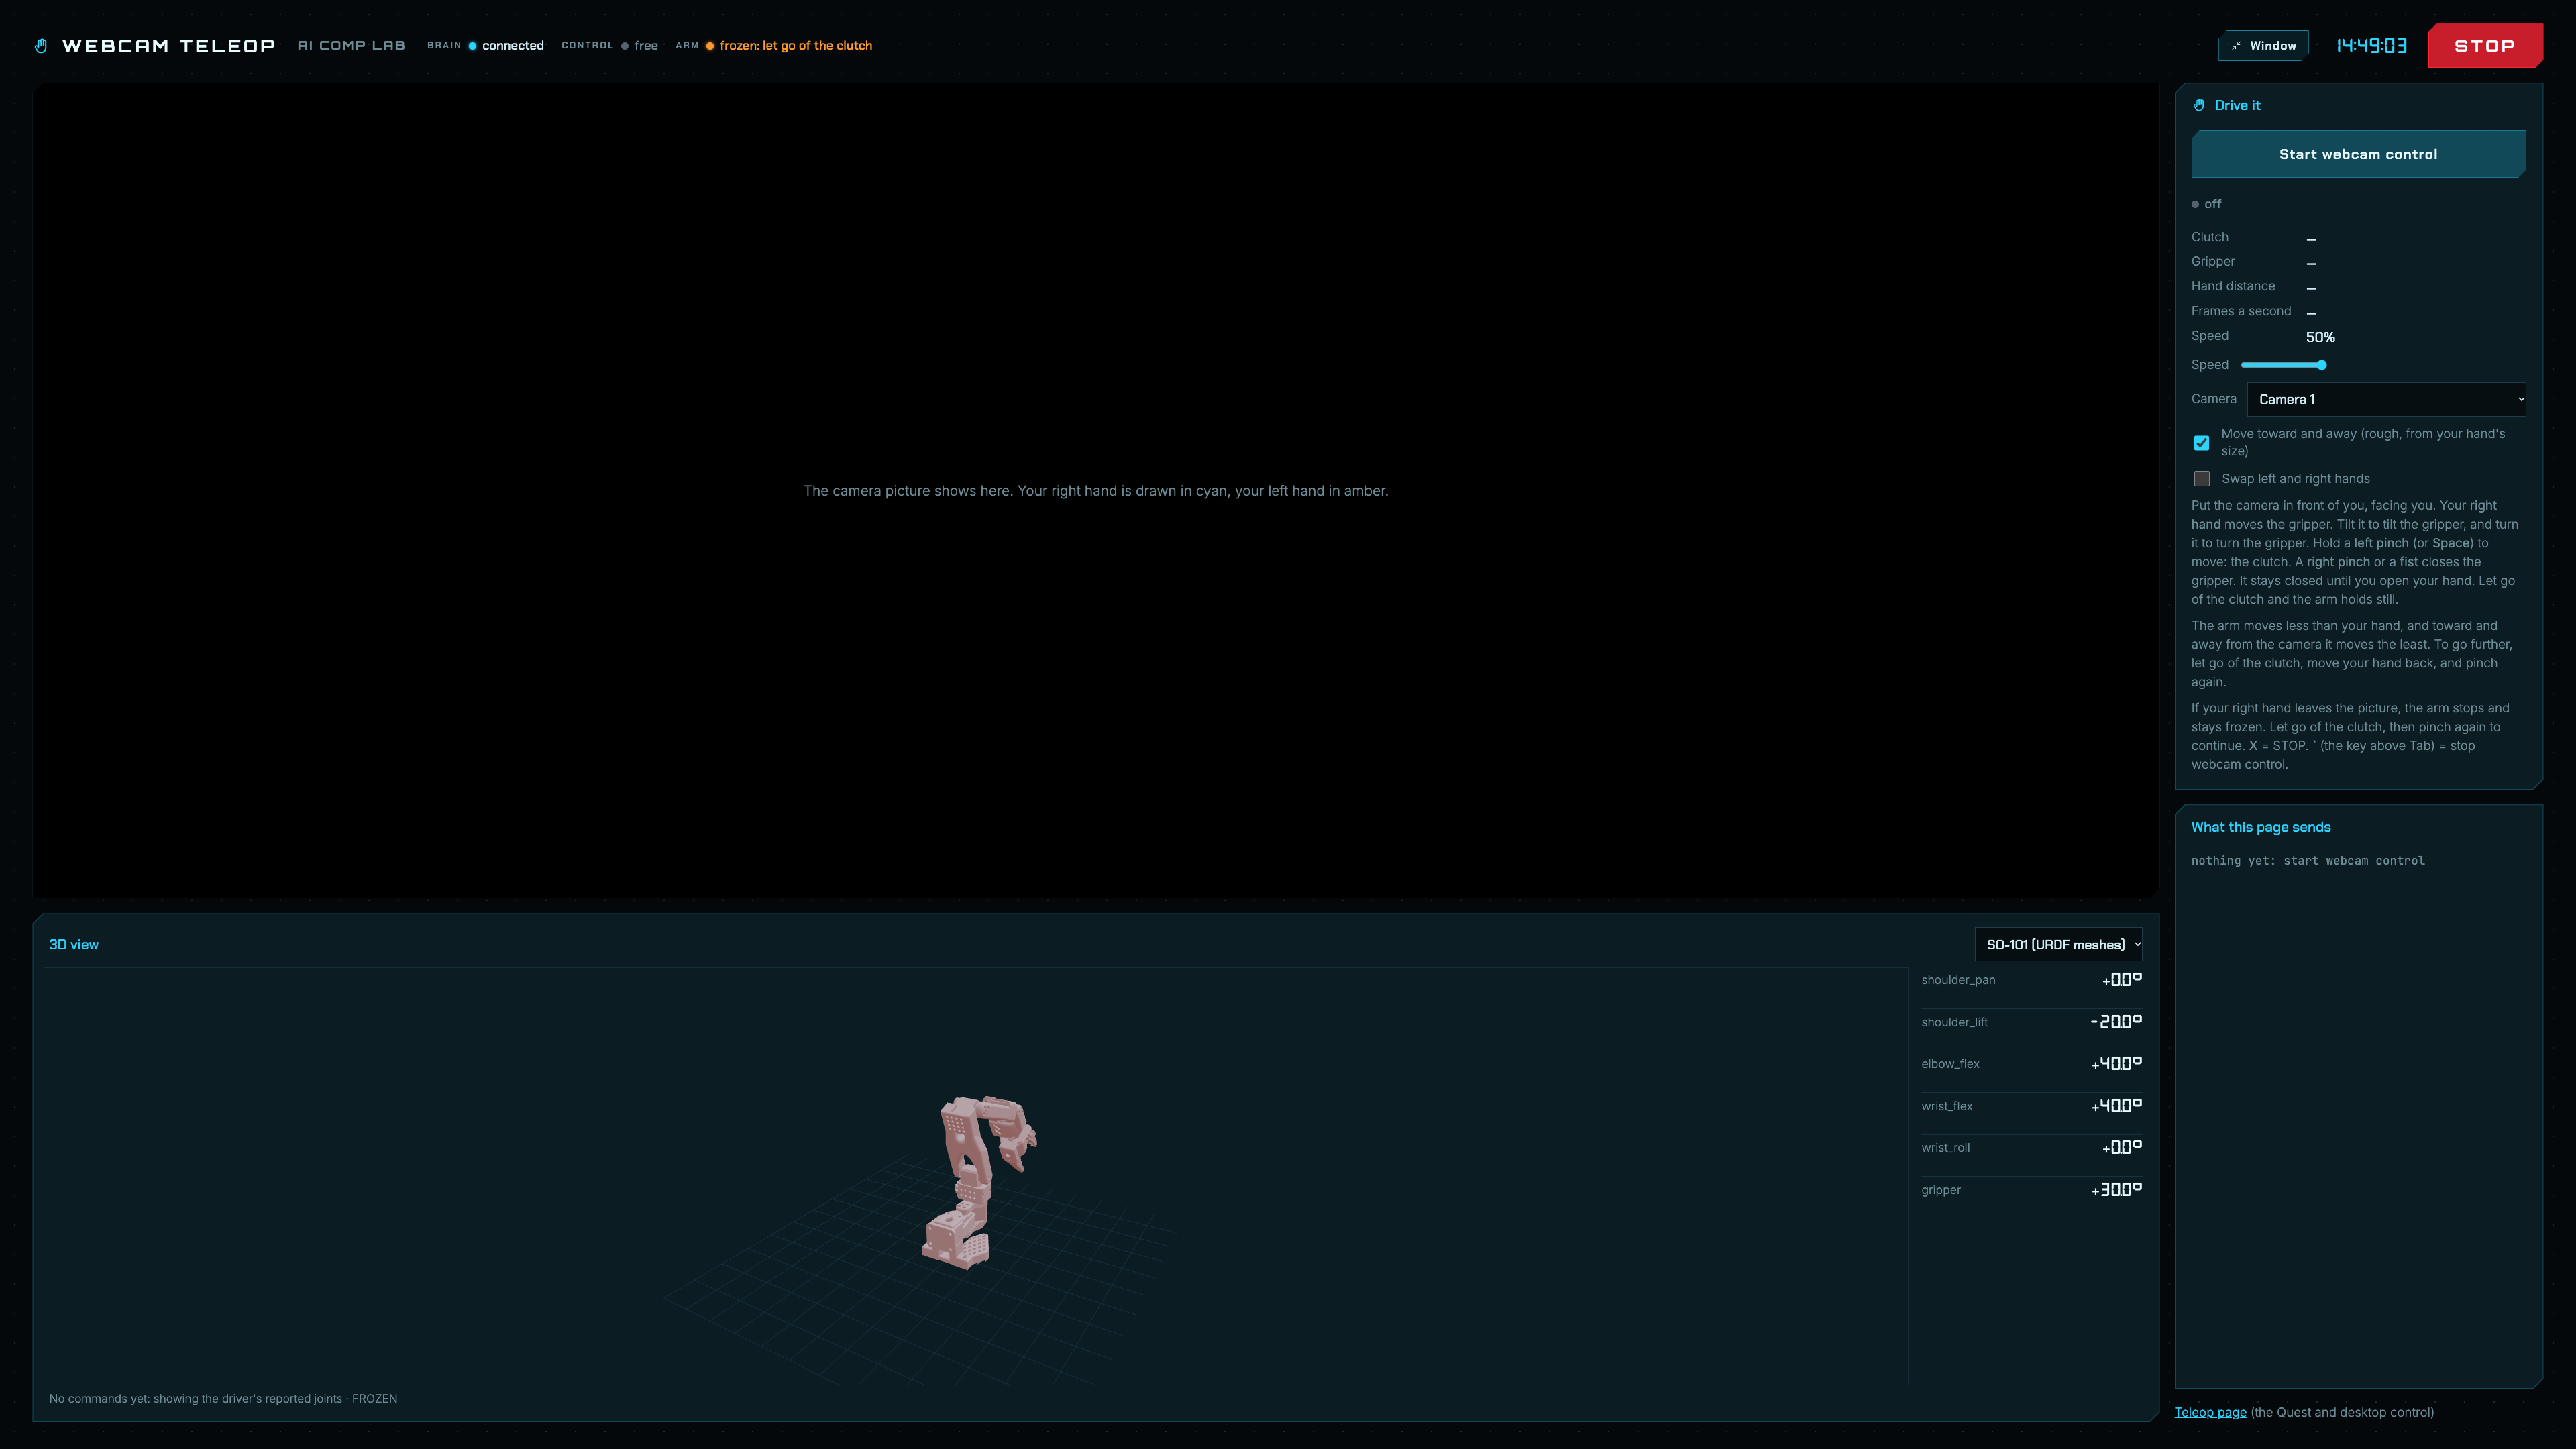 WEBCAM TELEOP AI COMP LAB BRAIN connected CONTROL free ARM frozen: let go of the clutch
Window 14:49:03 STOP
The camera picture shows here. Your right hand is drawn in cyan, your left hand in amber.
Drive it
Start webcam control
off
Clutch —
Gripper —
Hand distance —
Frames a second —
Speed 50%
Speed
Camera Camera 1
Move toward and away (rough, from your hand's
size)
Swap left and right hands
Put the camera in front of you, facing you. Your right
hand moves the gripper. Tilt it to tilt the gripper, and turn
it to turn the gripper. Hold a left pinch (or Space) to
move: the clutch. A right pinch or a fist closes the
gripper. It stays closed until you open your hand. Let go
of the clutch and the arm holds still.
The arm moves less than your hand, and toward and
away from the camera it moves the least. To go further,
let go of the clutch, move your hand back, and pinch
again.
If your right hand leaves the picture, the arm stops and
stays frozen. Let go of the clutch, then pinch again to
continue. X = STOP. ` (the key above Tab) = stop
webcam control.
What this page sends
nothing yet: start webcam control
3D view
SO-101 (URDF meshes)
shoulder_pan +0.0°
shoulder_lift -20.0°
elbow_flex +40.0°
wrist_flex +40.0°
wrist_roll +0.0°
gripper +30.0°
No commands yet: showing the driver's reported joints · FROZEN
Teleop page (the Quest and desktop control)